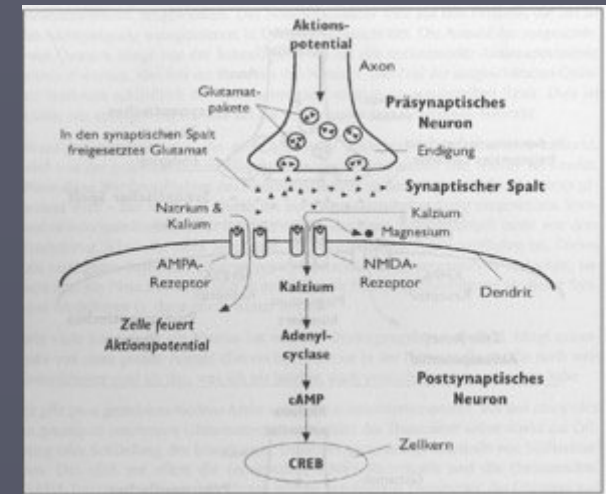 Aktions-
potential
Axon
Glutamat-
pakete
Präsynaptisches
Neuron
In den synaptischen Spalt
freigesetztes Glutamat
Endigung
Synaptischer Spalt
Natrium &
Kalium
Kalzium
Magnesium
AMPA-
Rezeptor
NMDA-
Rezeptor
Dendrit
Kalzium
Zelle feuert
Aktionspotential
Adenyl-
cyclase
Postsynaptisches
Neuron
cAMP
Zellkern
CREB